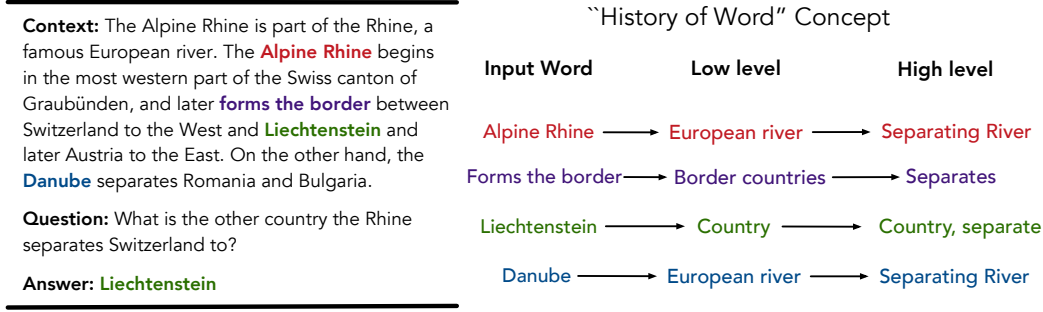 Context: The Alpine Rhine is part of the Rhine, a
famous European river. The Alpine Rhine begins
in the most western part of the Swiss canton of
Graubünden, and later forms the border between
Switzerland to the West and Liechtenstein and
later Austria to the East. On the other hand, the
Danube separates Romania and Bulgaria.
Question: What is the other country the Rhine
separates Switzerland to?
Answer: Liechtenstein
``History of Word” Concept
Input Word Low level High level
Alpine Rhine European river Separating River
Forms the border Border countries Separates
Liechtenstein Country Country, separate
Danube European river Separating River